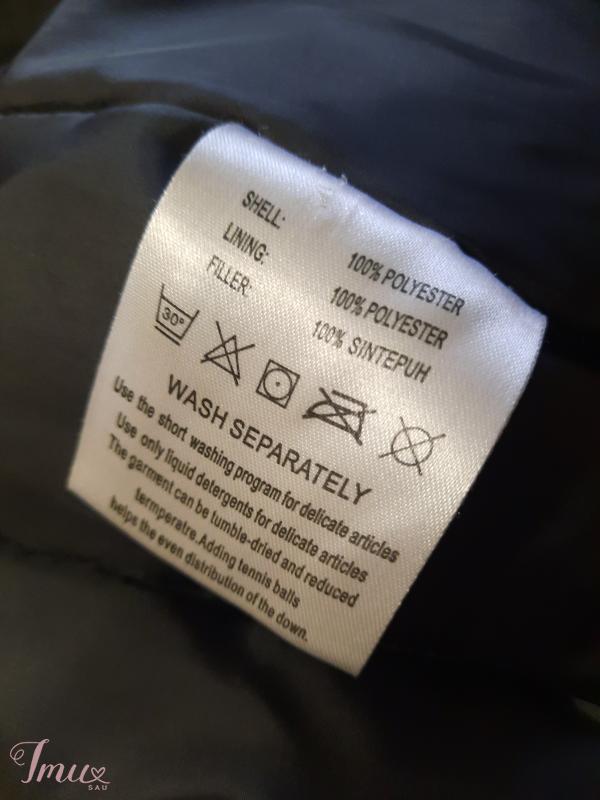 SHELL: 100% POLYESTER
LINING: 100% POLYESTER
FILLER: 100% SINTEPUH
30°
WASH SEPARATELY
Use the short washing program for delicate articles
Use only liquid detergents for delicate articles
The garment can be tumble-dried and reduced
termperatre.Adding tennis balls
helps the even distribution of the down.
Imu
SAU